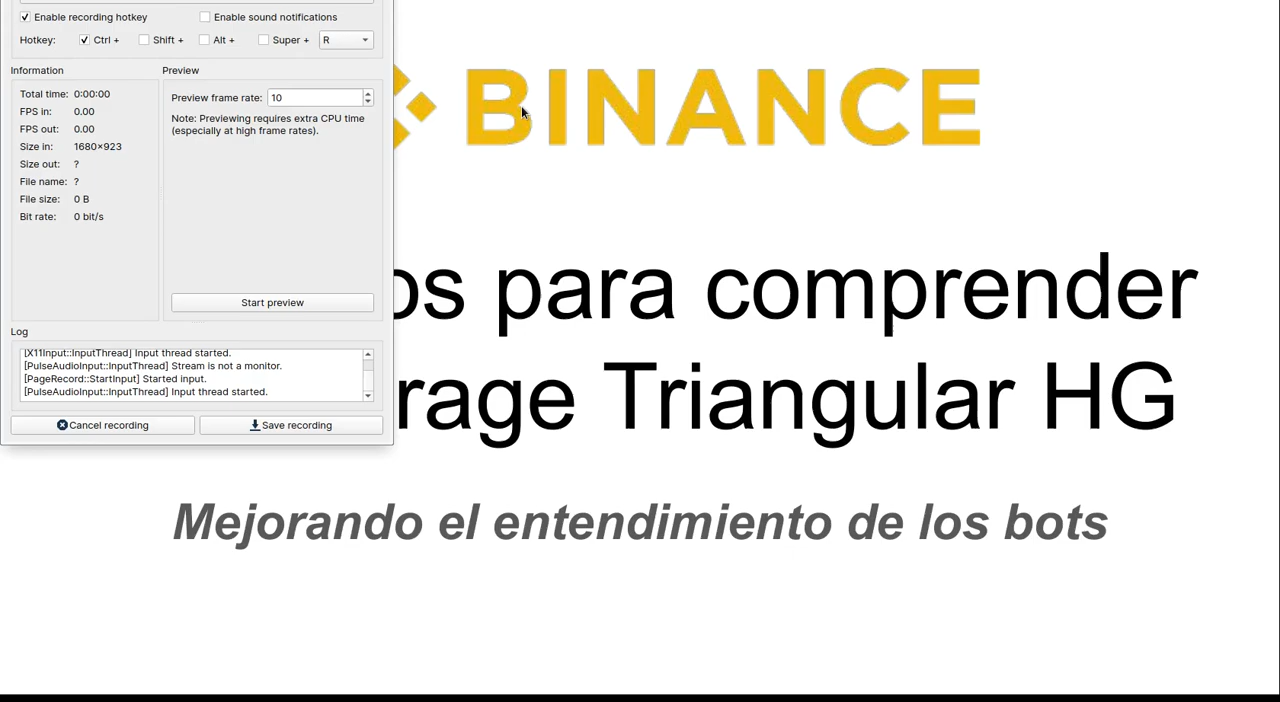 Enable recording hotkey Enable sound notifications
Hotkey: Ctrl + Shift + Alt + Super + R
Information
Total time: 0:00:00
FPS in: 0.00
FPS out: 0.00
Size in: 1680×923
Size out: ?
File name: ?
File size: 0 B
Bit rate: 0 bit/s
Preview
Preview frame rate: 10
Note: Previewing requires extra CPU time
(especially at high frame rates).
Start preview
Log
[X11Input::InputThread] Input thread started.
[PulseAudioInput::InputThread] Stream is not a monitor.
[PageRecord::StartInput] Started input.
[PulseAudioInput::InputThread] Input thread started.
Cancel recording Save recording
BINANCE
os para comprender
rage Triangular HG
Mejorando el entendimiento de los bots